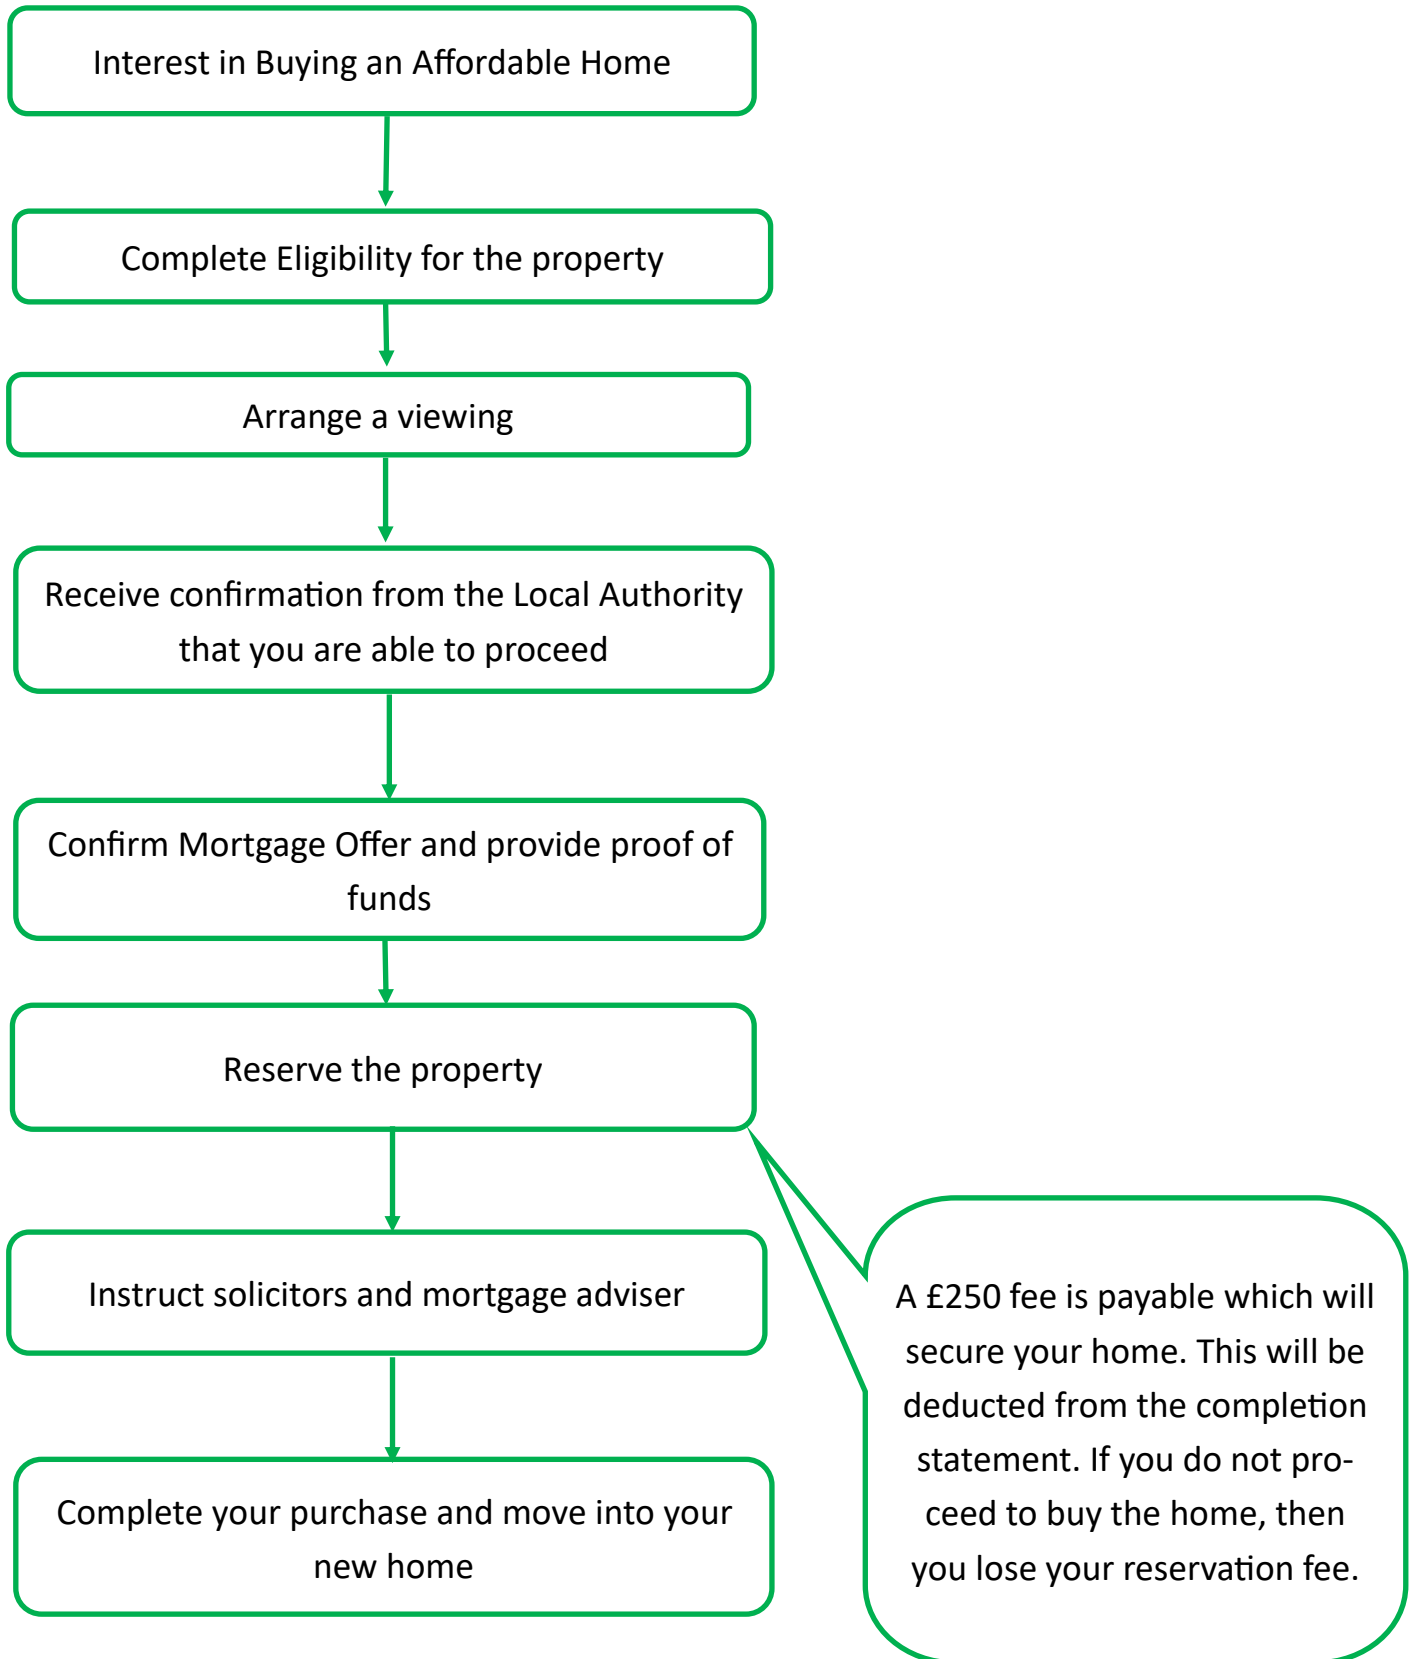 Interest in Buying an Affordable Home
Complete Eligibility for the property
Arrange a viewing
Receive confirmation from the Local Authority
that you are able to proceed
Confirm Mortgage Offer and provide proof of
funds
Reserve the property
Instruct solicitors and mortgage adviser
A £250 fee is payable which will
secure your home. This will be
deducted from the completion
statement. If you do not pro-
ceed to buy the home, then
you lose your reservation fee.
Complete your purchase and move into your
new home